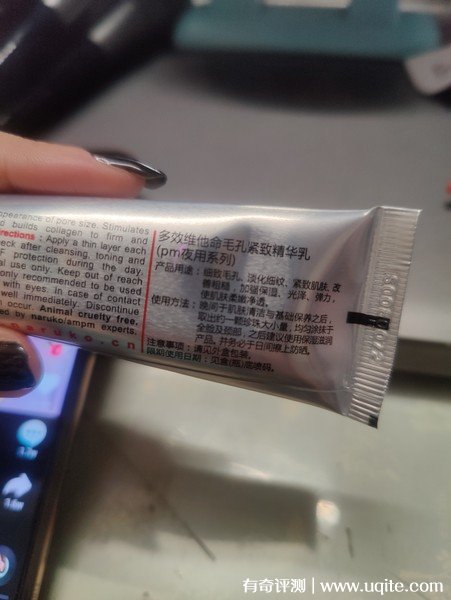 ppearance of pore size. Stimulates
builds collagen to firm and
irections : Apply a thin layer each
eck after cleansing, toning and
F protection during the day.
al use only. Keep out of reach
only recommended to be used
with eyes. In case of contact
well immediately. Discontinue
occur. Animal cruelty free.
ed by naruko/ampm experts.
naruko.cn
多效维他命毛孔紧致精华乳
(pm夜用系列)
产品用途：细致毛孔、淡化细纹、紧致肌肤、改
善粗糙，加强保湿、光泽、弹力，
使肌肤柔嫩净透。
使用方法：晚间于肌肤清洁与基础保养之后，
取出约一颗珍珠大小量，均匀涂抹于
全脸及颈部，之后建议使用保湿滋润
产品，并务必于日间擦上防晒。
注意事项：请见外盒包装。
限期使用日期：见盒(瓶)底喷码。
有奇评测 | www.uqite.com